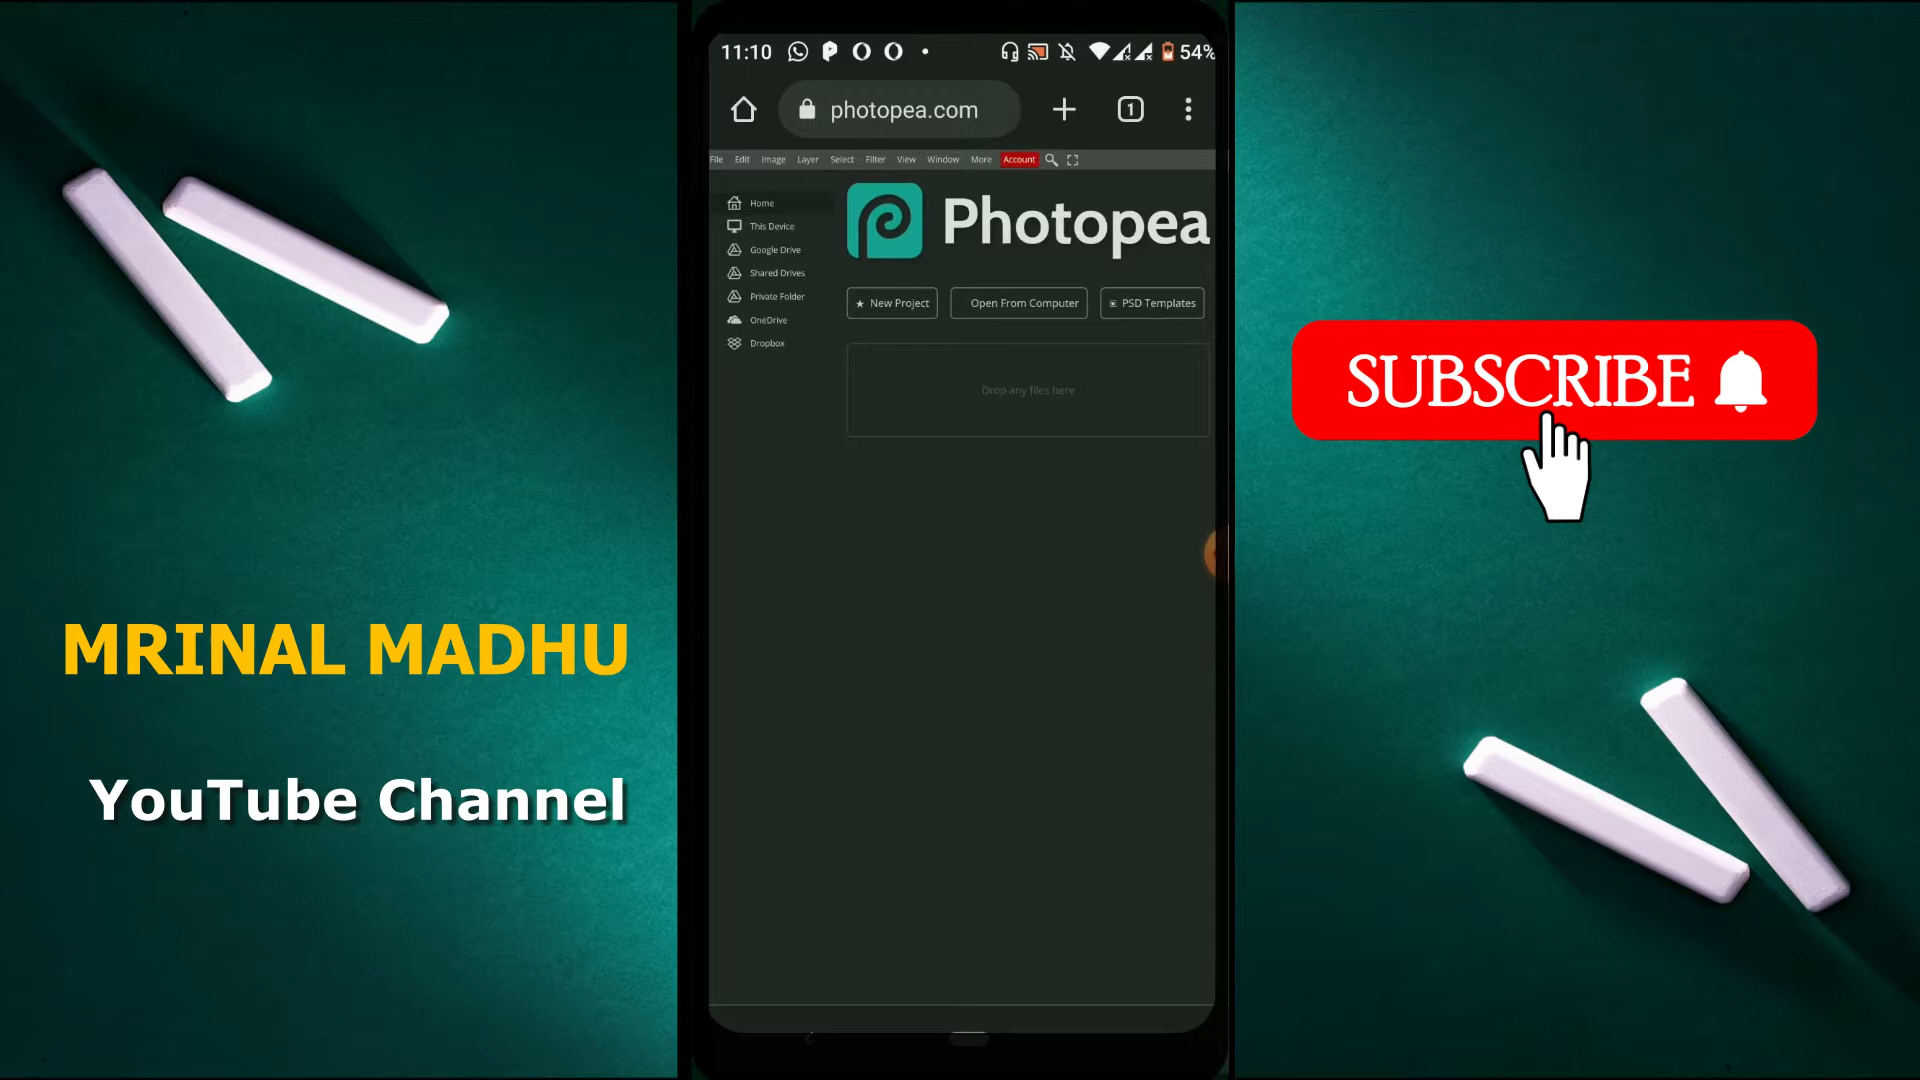 11:10
54%
photopea.com
1
File Edit Image Layer Select Filter View Window More Account
Home
This Device
Google Drive
Shared Drives
Private Folder
OneDrive
Dropbox
Photopea
New Project
Open From Computer
PSD Templates
Drop any files here
MRINAL MADHU
YouTube Channel
SUBSCRIBE